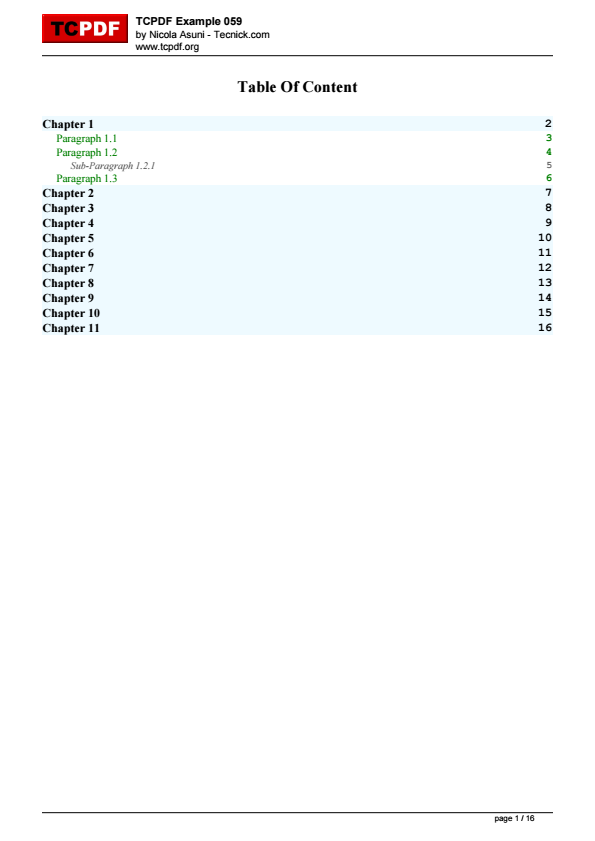 TCPDF
TCPDF Example 059
by Nicola Asuni - Tecnick.com
www.tcpdf.org
Table Of Content
Chapter 1 2
Paragraph 1.1 3
Paragraph 1.2 4
Sub-Paragraph 1.2.1 5
Paragraph 1.3 6
Chapter 2 7
Chapter 3 8
Chapter 4 9
Chapter 5 10
Chapter 6 11
Chapter 7 12
Chapter 8 13
Chapter 9 14
Chapter 10 15
Chapter 11 16
page 1 / 16